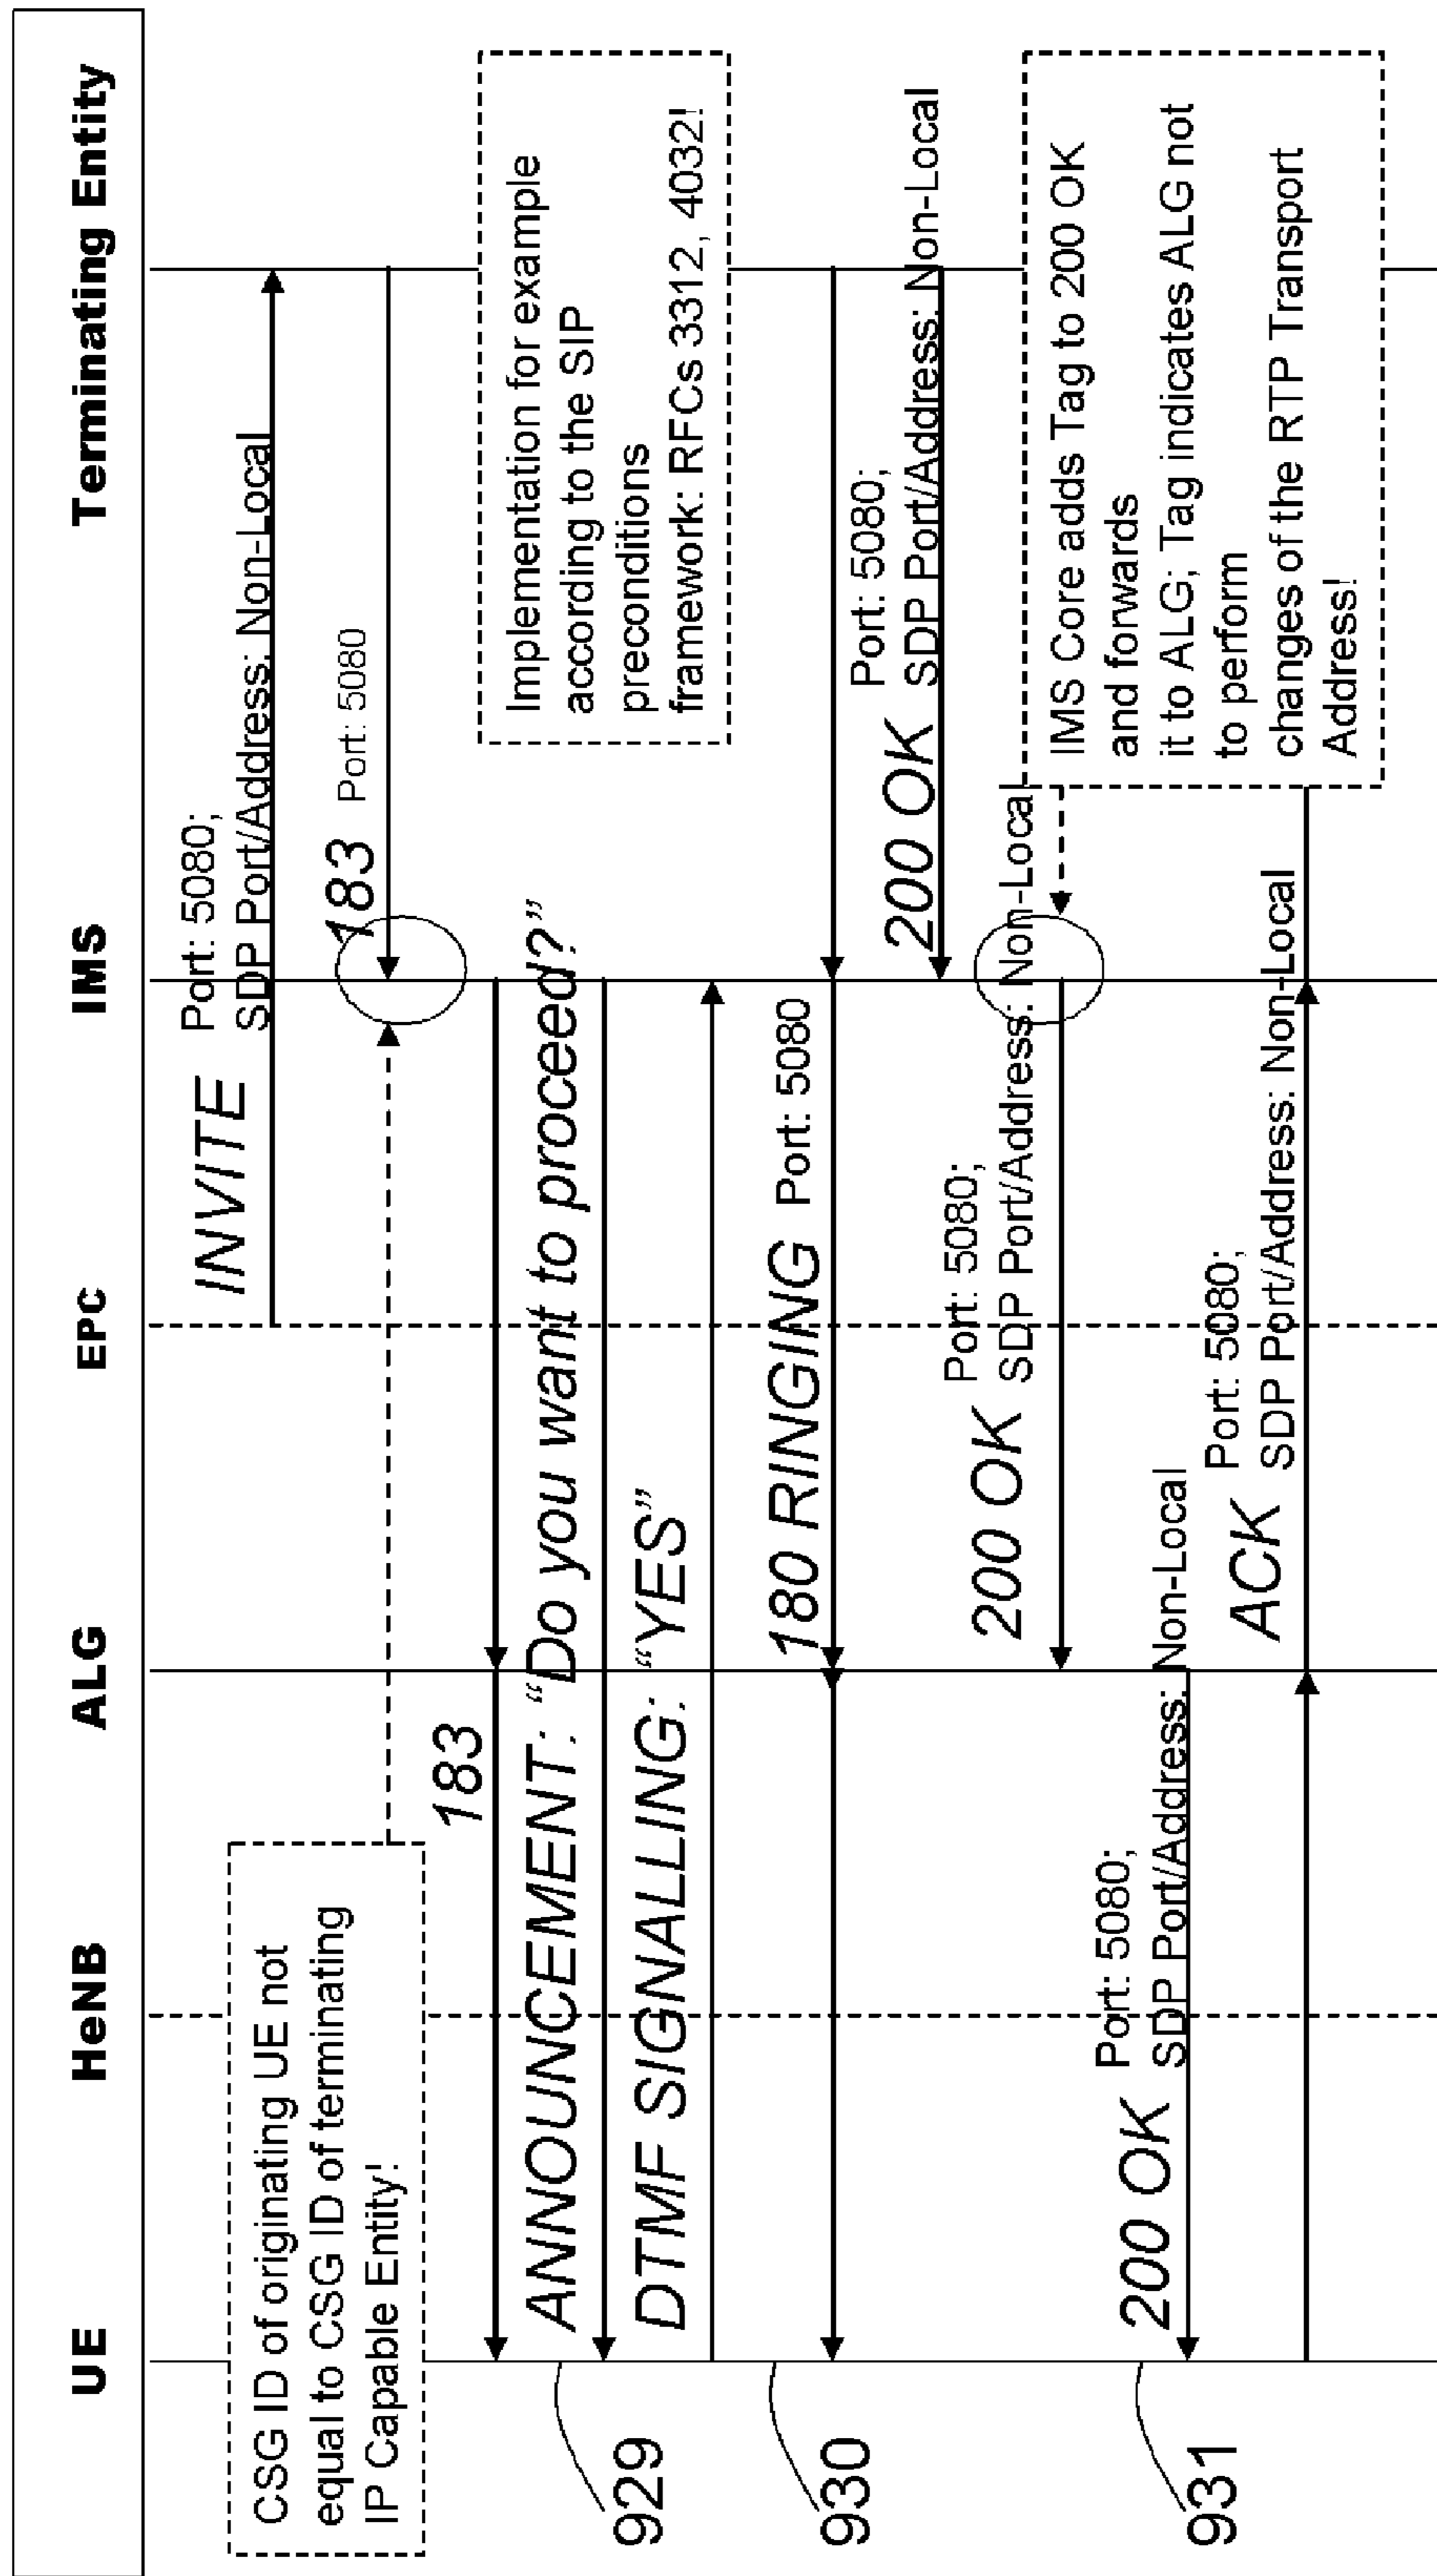 UE HeNB ALG EPC IMS Terminating Entity
INVITE
Port: 5080;
SDP Port/Address: Non-Local
CSG ID of originating UE not
equal to CSG ID of terminating
IP Capable Entity!
183 Port: 5080
183
Implementation for example
according to the SIP
preconditions
framework: RFCs 3312, 4032!
ANNOUNCEMENT: “Do you want to proceed?”
929
DTMF SIGNALLING: “YES”
180 RINGING Port: 5080
930
200 OK
Port: 5080;
SDP Port/Address: Non-Local
200 OK
Port: 5080;
SDP Port/Address: Non-Local
IMS Core adds Tag to 200 OK
and forwards
it to ALG; Tag indicates ALG not
to perform
changes of the RTP Transport
Address!
200 OK
Port: 5080;
SDP Port/Address: Non-Local
931
ACK
Port: 5080;
SDP Port/Address: Non-Local